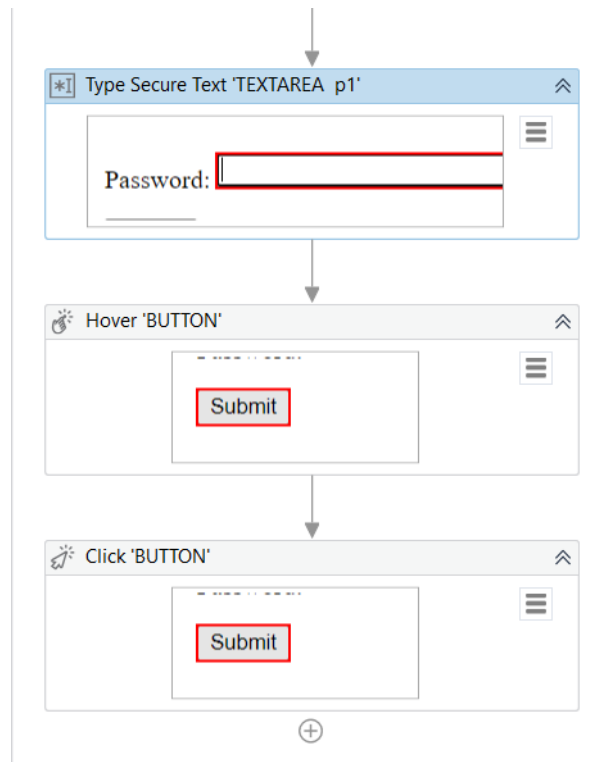 Type Secure Text 'TEXTAREA p1'
Password:
Hover 'BUTTON'
Submit
Click 'BUTTON'
Submit